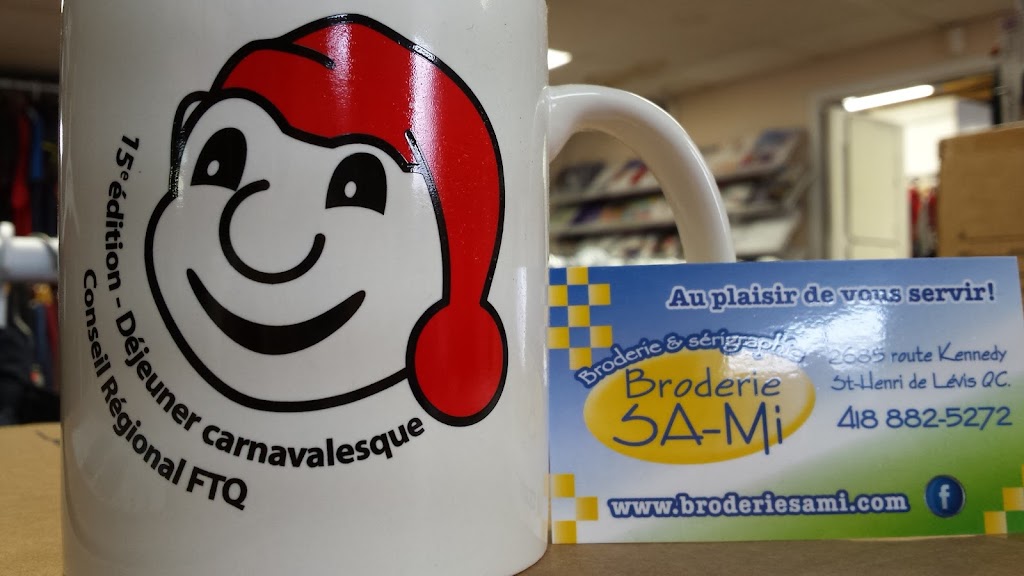 15e édition - Déjeuner carnavalesque
Conseil Régional FTQ
Au plaisir de vous servir!
Broderie & sérigraphie
Broderie
SA-Mi
2685 route Kennedy
St-Henri de Lévis QC.
418 882-5272
www.broderiesami.com
f